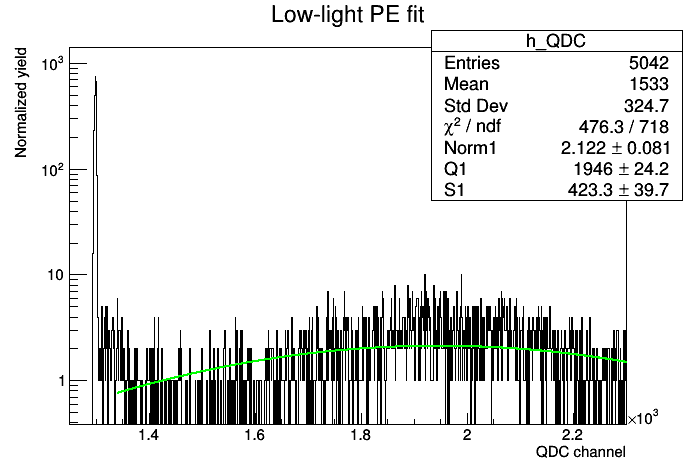 Low-light PE fit
h_QDC
Entries 5042
Mean 1533
Std Dev 324.7
χ² / ndf 476.3 / 718
Norm1 2.122 ± 0.081
Q1 1946 ± 24.2
S1 423.3 ± 39.7
Normalized yield
10³
10²
10
1
1.4 1.6 1.8 2 2.2
×10³
QDC channel